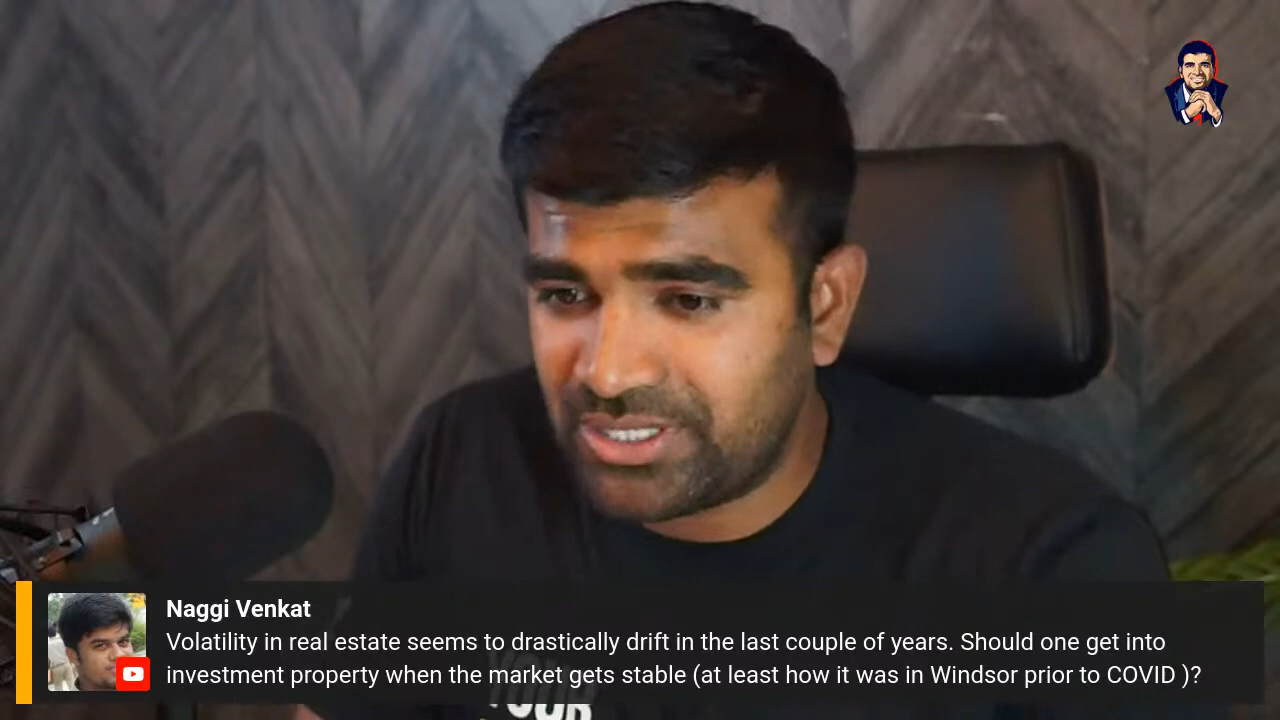 Naggi Venkat
Volatility in real estate seems to drastically drift in the last couple of years. Should one get into
investment property when the market gets stable (at least how it was in Windsor prior to COVID )?
YOUR